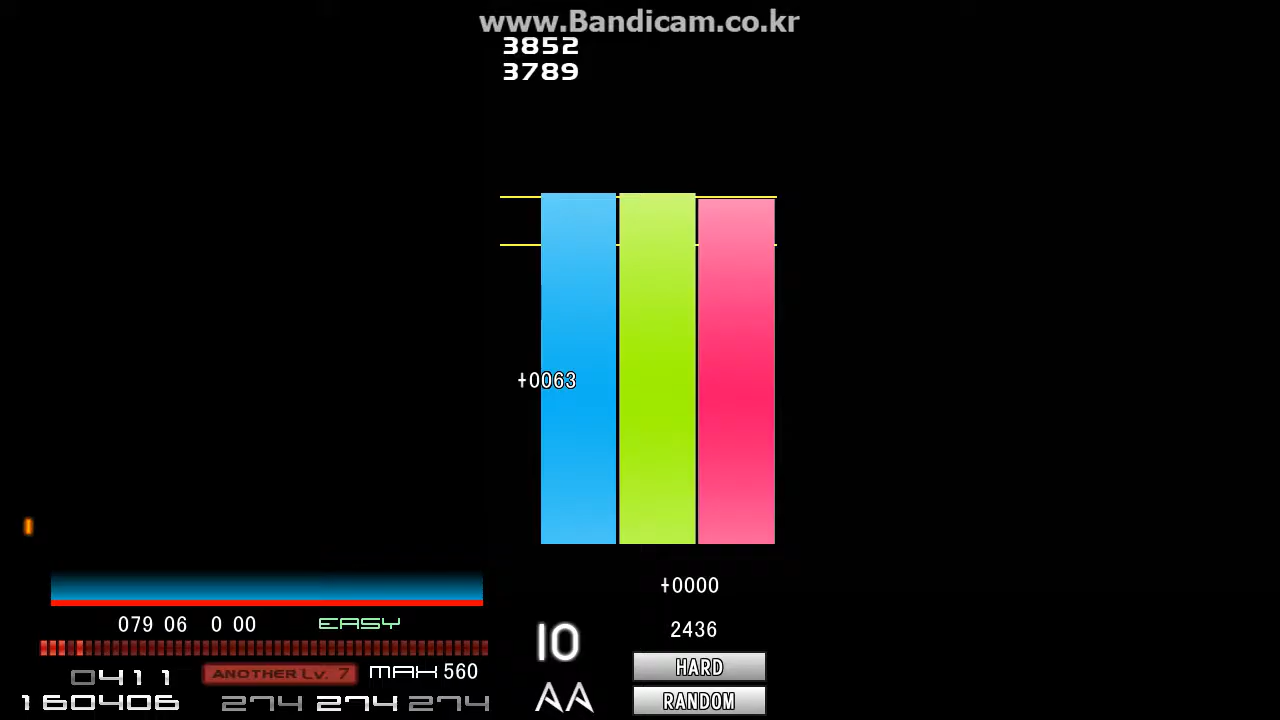 www.Bandicam.co.kr
3852
3789
+0063
+0000
079 06 0 00 EASY
2436
10
HARD
0411 ANOTHER Lv. 7 MAX 560
160406 274 274 274 AA RANDOM